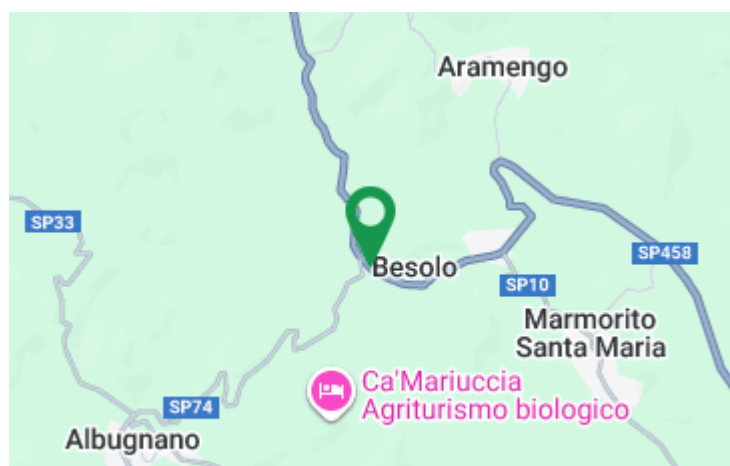 Aramengo
SP33
SP458
Besolo
SP10
Marmorito
Santa Maria
Ca'Mariuccia
Agriturismo biologico
SP74
Albugnano